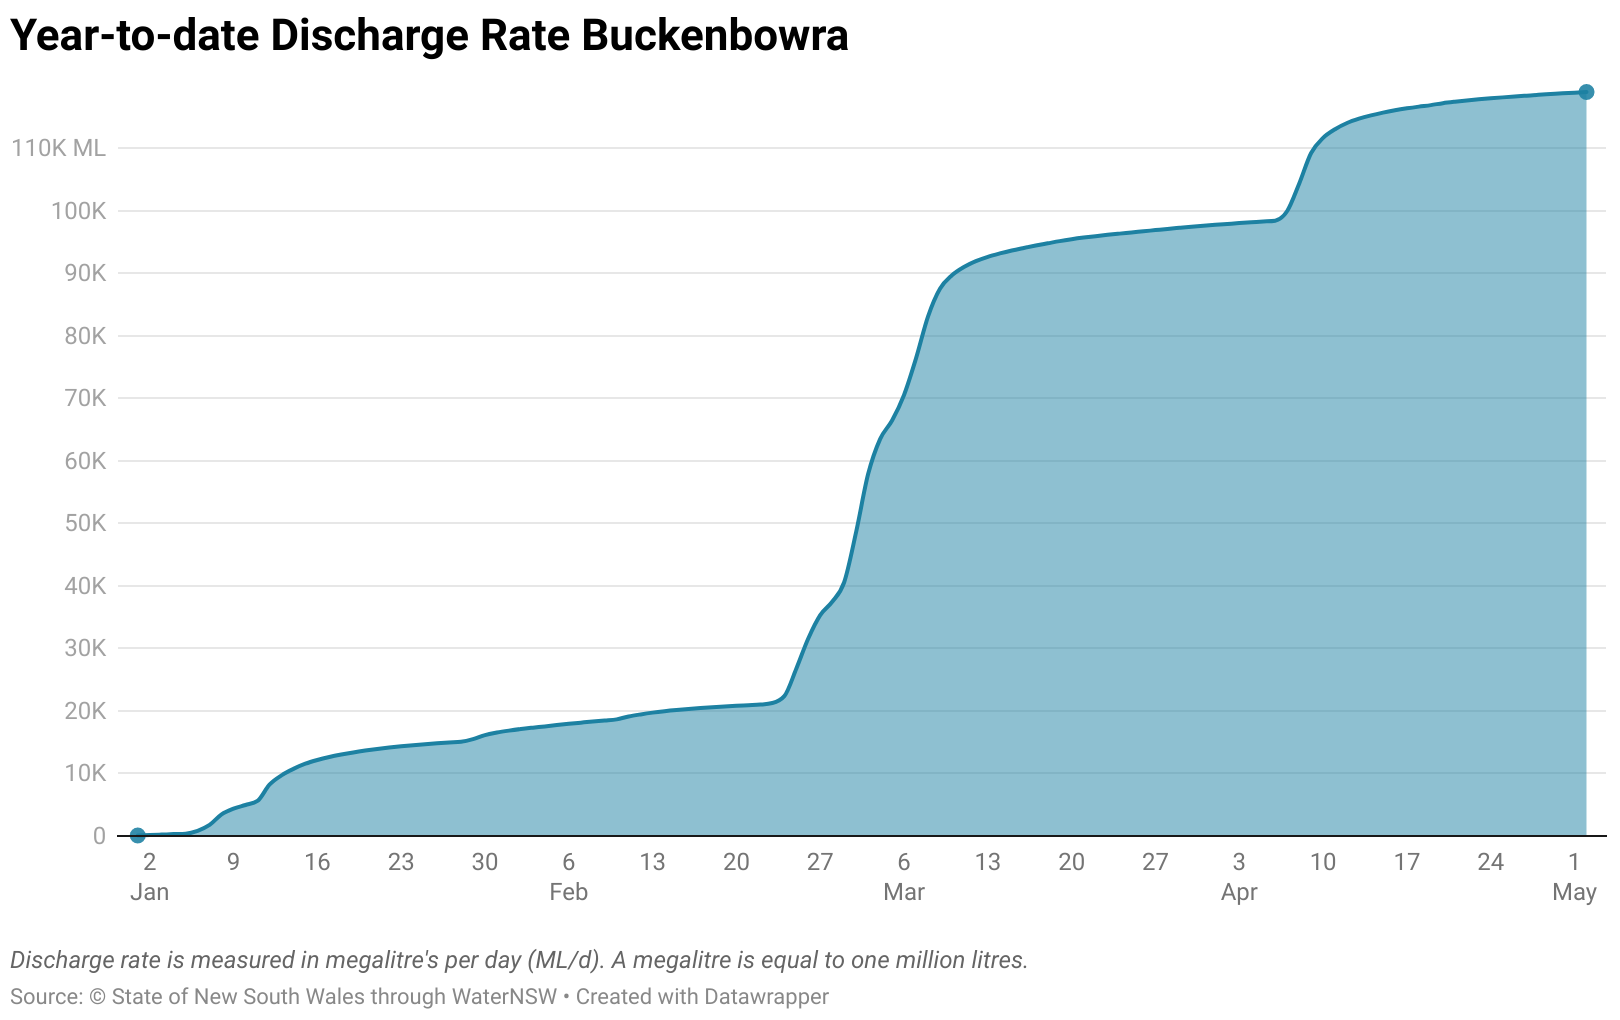 Year-to-date Discharge Rate Buckenbowra
110K ML
100K
90K
80K
70K
60K
50K
40K
30K
20K
10K
0
2 9 16 23 30 6 13 20 27 6 13 20 27 3 10 17 24 1
Jan Feb Mar Apr May
Discharge rate is measured in megalitre's per day (ML/d). A megalitre is equal to one million litres.
Source: © State of New South Wales through WaterNSW • Created with Datawrapper